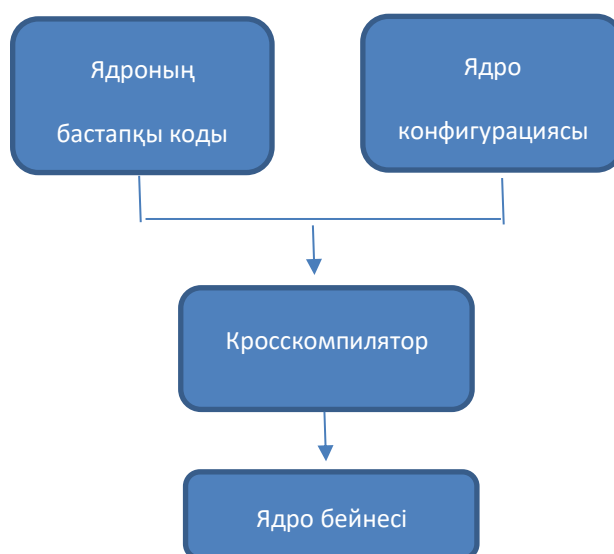 Ядроның
бастапқы коды
Ядро
конфигурациясы
Кросскомпилятор
Ядро бейнесі